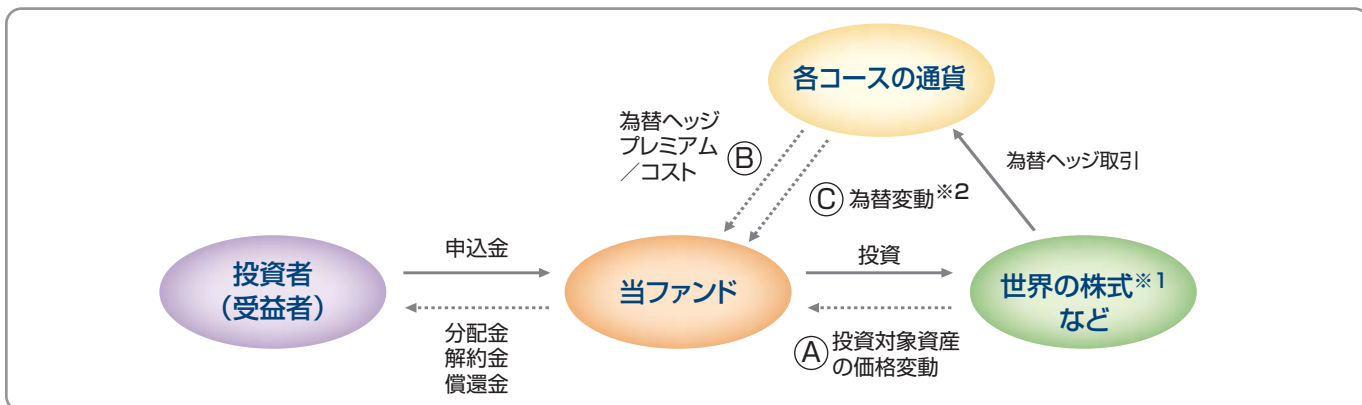 各コースの通貨
為替ヘッジ
プレミアム
／コスト
Ⓑ
為替ヘッジ取引
Ⓒ 為替変動※2
申込金
投資
投資者
（受益者）
当ファンド
世界の株式※1
など
分配金
解約金
償還金
Ⓐ 投資対象資産
の価格変動